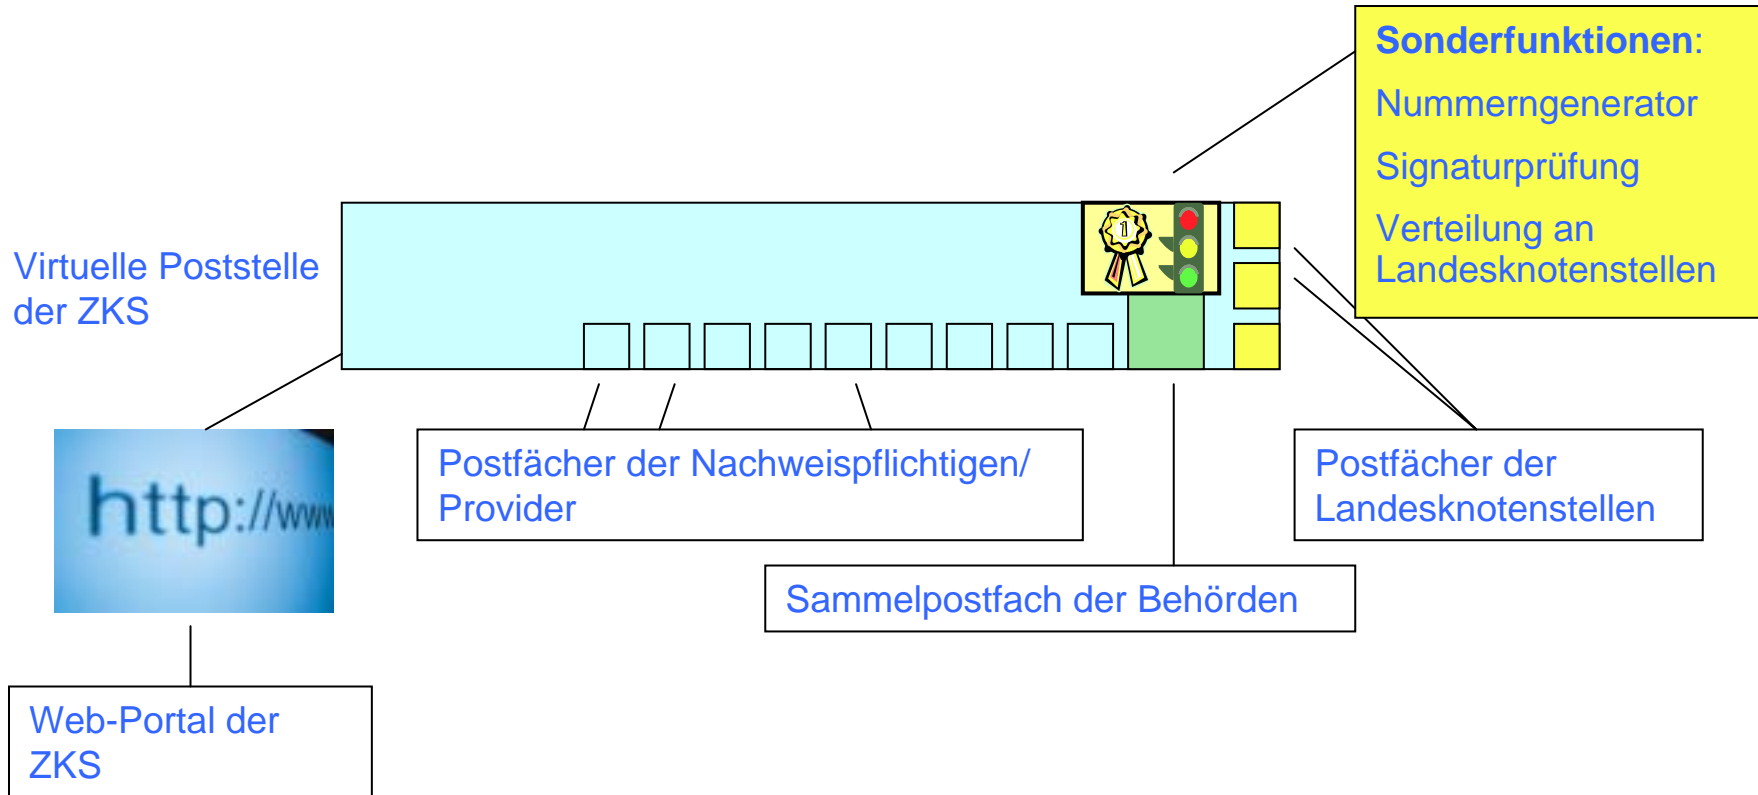 Sonderfunktionen:
Nummerngenerator
Signaturprüfung
Verteilung an
Landesknotenstellen
1
Virtuelle Poststelle
der ZKS
Postfächer der Nachweispflichtigen/
Provider
Postfächer der
Landesknotenstellen
http://www
Sammelpostfach der Behörden
Web-Portal der
ZKS